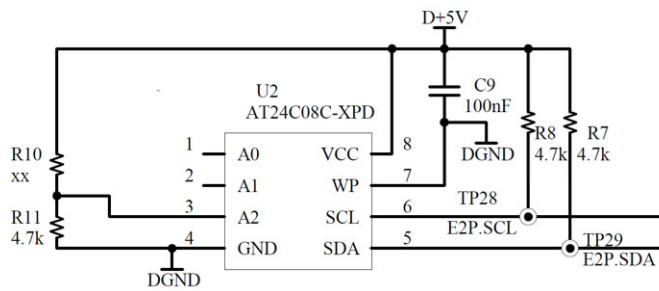 D+5V
U2
AT24C08C-XPD
C9
100nF
R8
4.7k
R7
4.7k
DGND
R10
xx
R11
4.7k
1
A0
VCC
8
2
A1
WP
7
3
A2
SCL
6
4
GND
SDA
5
TP28
E2P.SCL
TP29
E2P.SDA
DGND